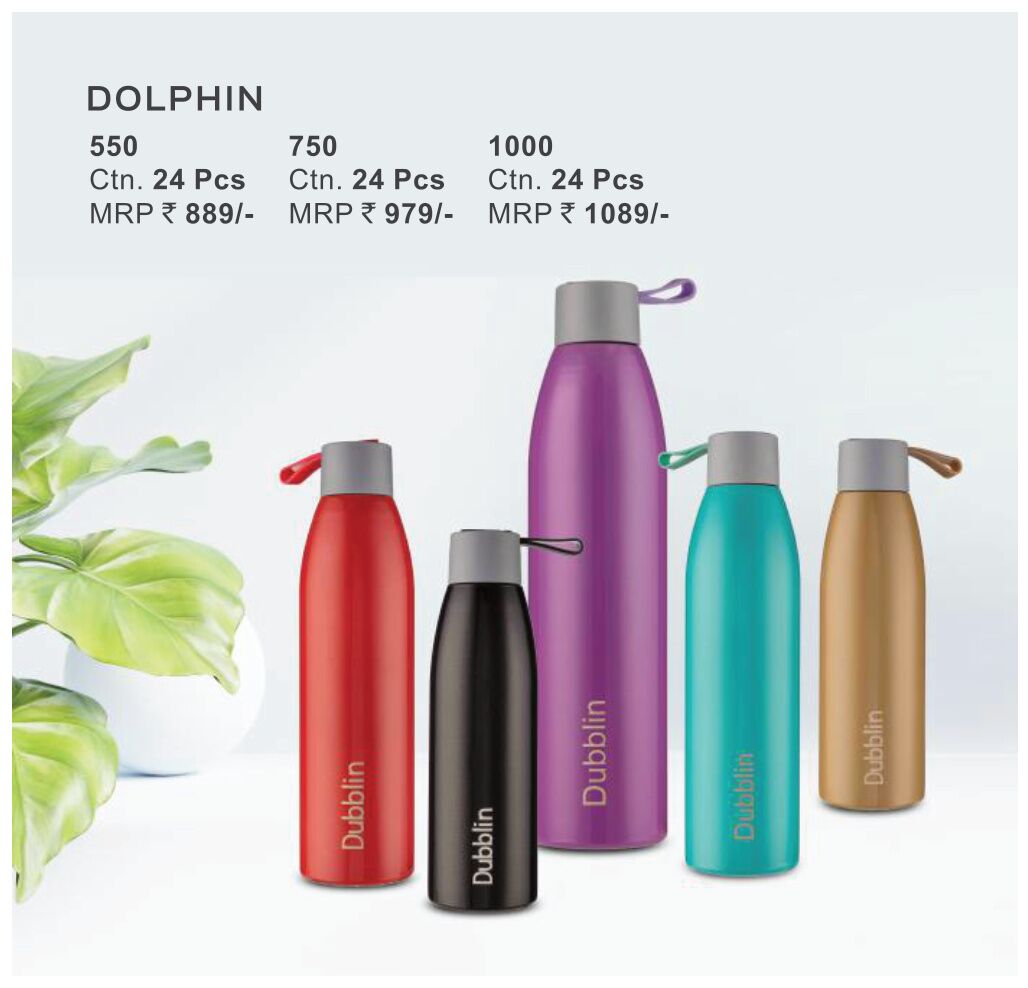 DOLPHIN
550
Ctn. 24 Pcs
MRP ₹ 889/-
750
Ctn. 24 Pcs
MRP ₹ 979/-
1000
Ctn. 24 Pcs
MRP ₹ 1089/-
Dubblin
Dubblin
Dubblin
Dubblin
Dubblin